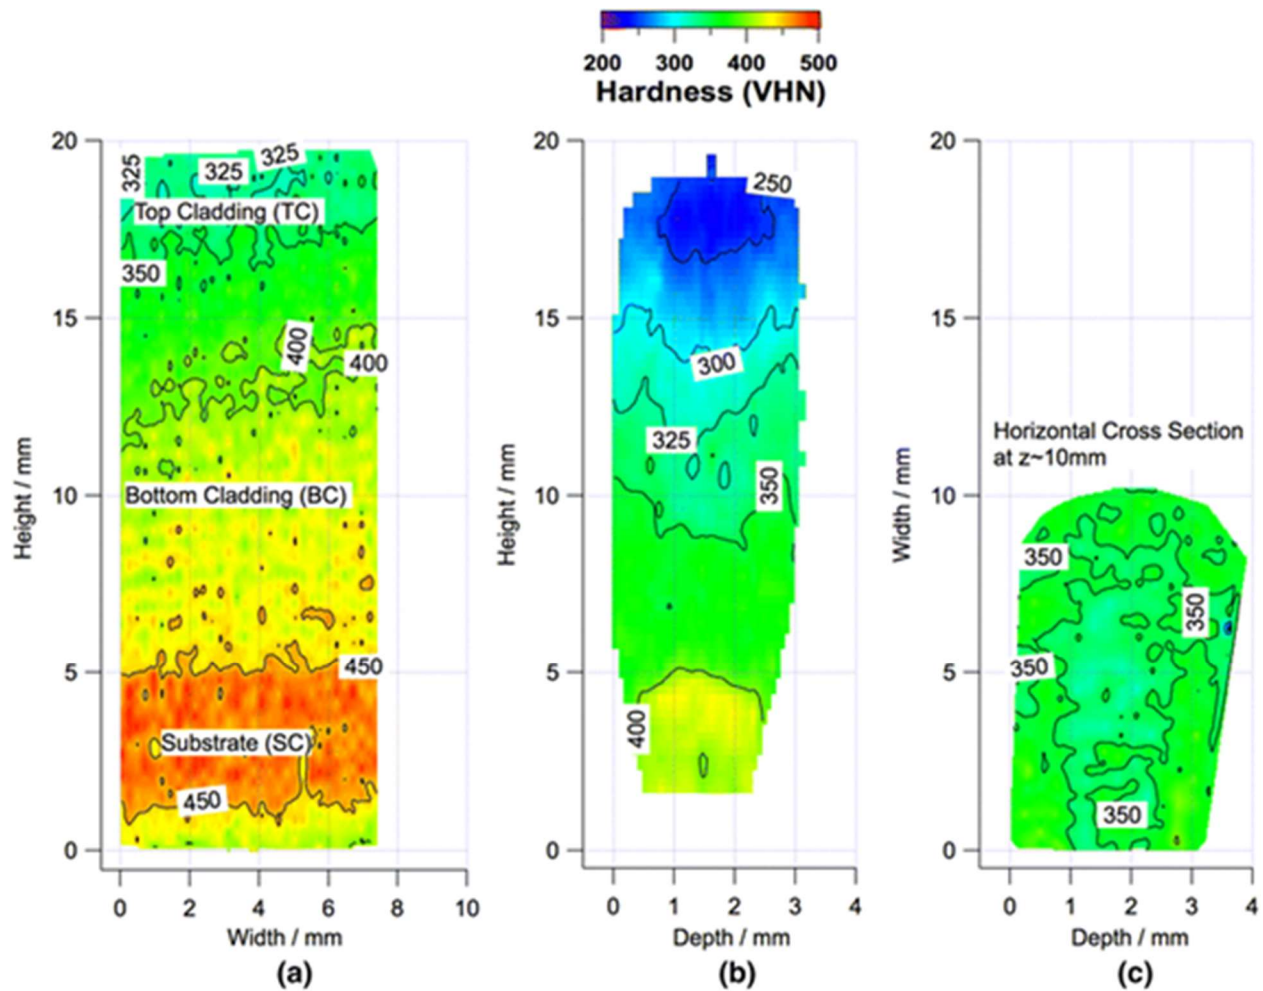 200 300 400 500
Hardness (VHN)
20
15
10
5
0
Height / mm
325
325
325
Top Cladding (TC)
350
400
400
Bottom Cladding (BC)
450
Substrate (SC)
450
0 2 4 6 8 10
Width / mm
(a)
20
15
10
5
0
Height / mm
250
300
325
350
400
0 1 2 3 4
Depth / mm
(b)
20
15
10
5
0
Width / mm
Horizontal Cross Section
at z~10mm
350
350
350
350
0 1 2 3 4
Depth / mm
(c)